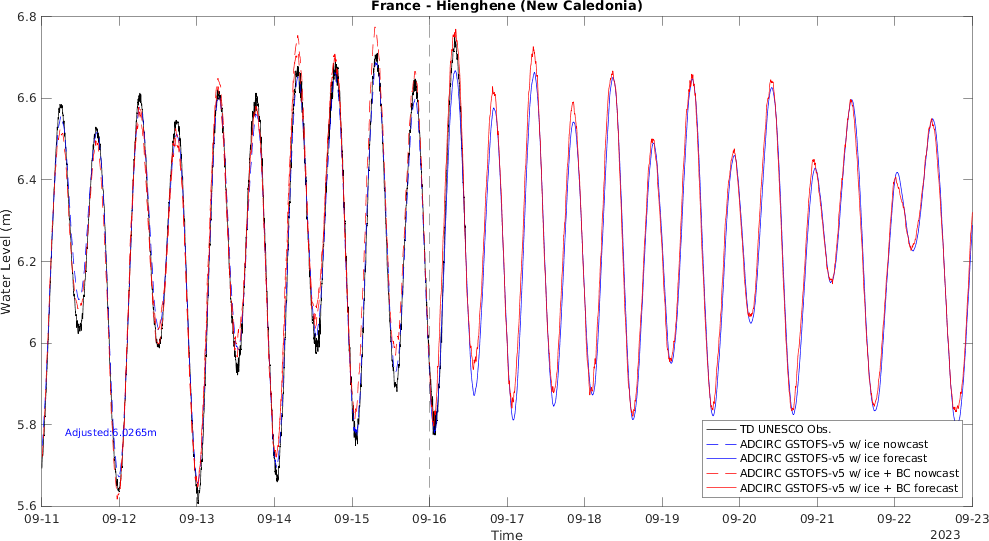 France - Hienghene (New Caledonia)
6.8
6.6
6.4
6.2
6
5.8
5.6
Water Level (m)
Adjusted:6.0265m
TD UNESCO Obs.
ADCIRC GSTOFS-v5 w/ ice nowcast
ADCIRC GSTOFS-v5 w/ ice forecast
ADCIRC GSTOFS-v5 w/ ice + BC nowcast
ADCIRC GSTOFS-v5 w/ ice + BC forecast
09-11 09-12 09-13 09-14 09-15 09-16 09-17 09-18 09-19 09-20 09-21 09-22 09-23
Time
2023